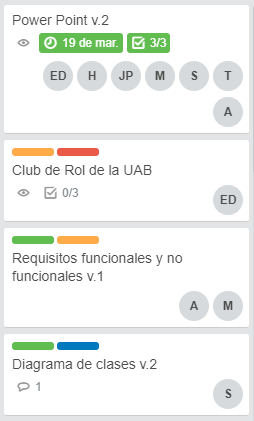 Power Point v.2
19 de mar. 3/3
ED H JP M S T
A
Club de Rol de la UAB
0/3
ED
Requisitos funcionales y no
funcionales v.1
A M
Diagrama de clases v.2
1
S